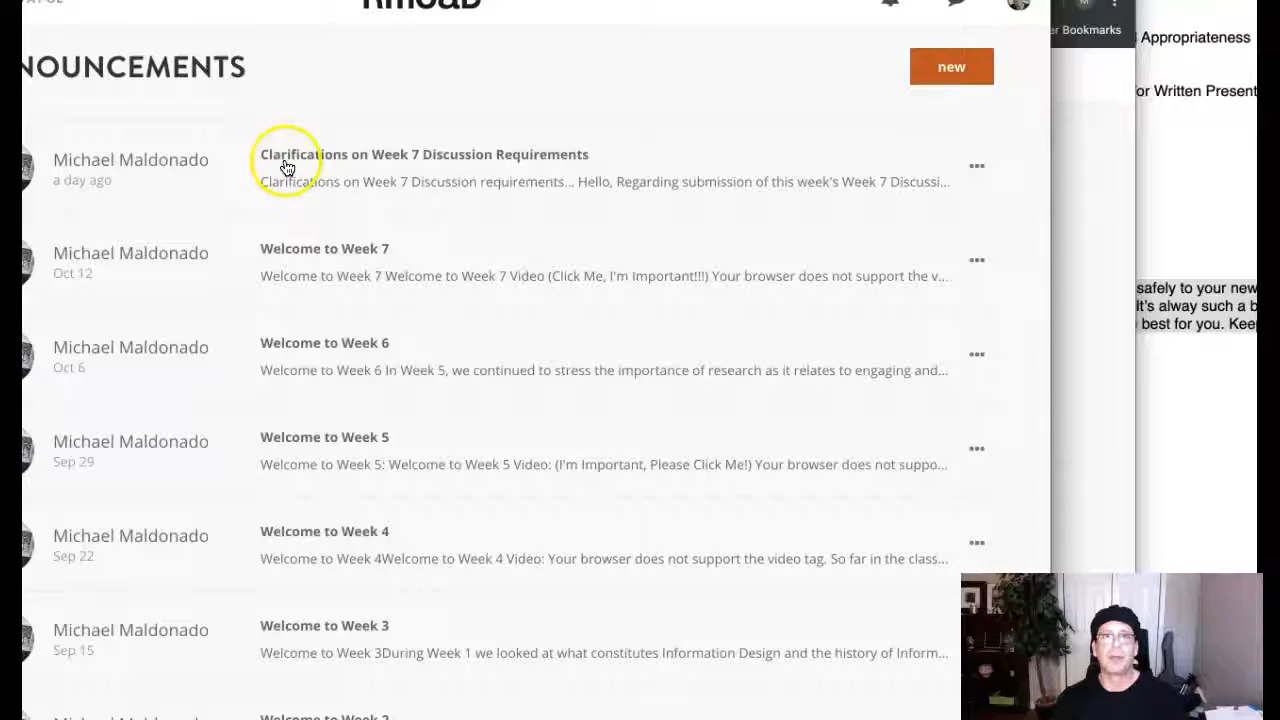 er Bookmarks
Appropriateness
NOUNCEMENTS
new
or Written Present
Michael Maldonado
a day ago
Clarifications on Week 7 Discussion Requirements
Clarifications on Week 7 Discussion requirements... Hello, Regarding submission of this week's Week 7 Discussi...
Michael Maldonado
Oct 12
Welcome to Week 7
Welcome to Week 7 Welcome to Week 7 Video (Click Me, I'm Important!!!) Your browser does not support the v...
safely to your new
It's alway such a b
best for you. Keep
Michael Maldonado
Oct 6
Welcome to Week 6
Welcome to Week 6 In Week 5, we continued to stress the importance of research as it relates to engaging and...
Michael Maldonado
Sep 29
Welcome to Week 5
Welcome to Week 5: Welcome to Week 5 Video: (I'm Important, Please Click Me!) Your browser does not suppo...
Michael Maldonado
Sep 22
Welcome to Week 4
Welcome to Week 4Welcome to Week 4 Video: Your browser does not support the video tag. So far in the class...
Michael Maldonado
Sep 15
Welcome to Week 3
Welcome to Week 3During Week 1 we looked at what constitutes Information Design and the history of Inform...
Welcome to Week 2